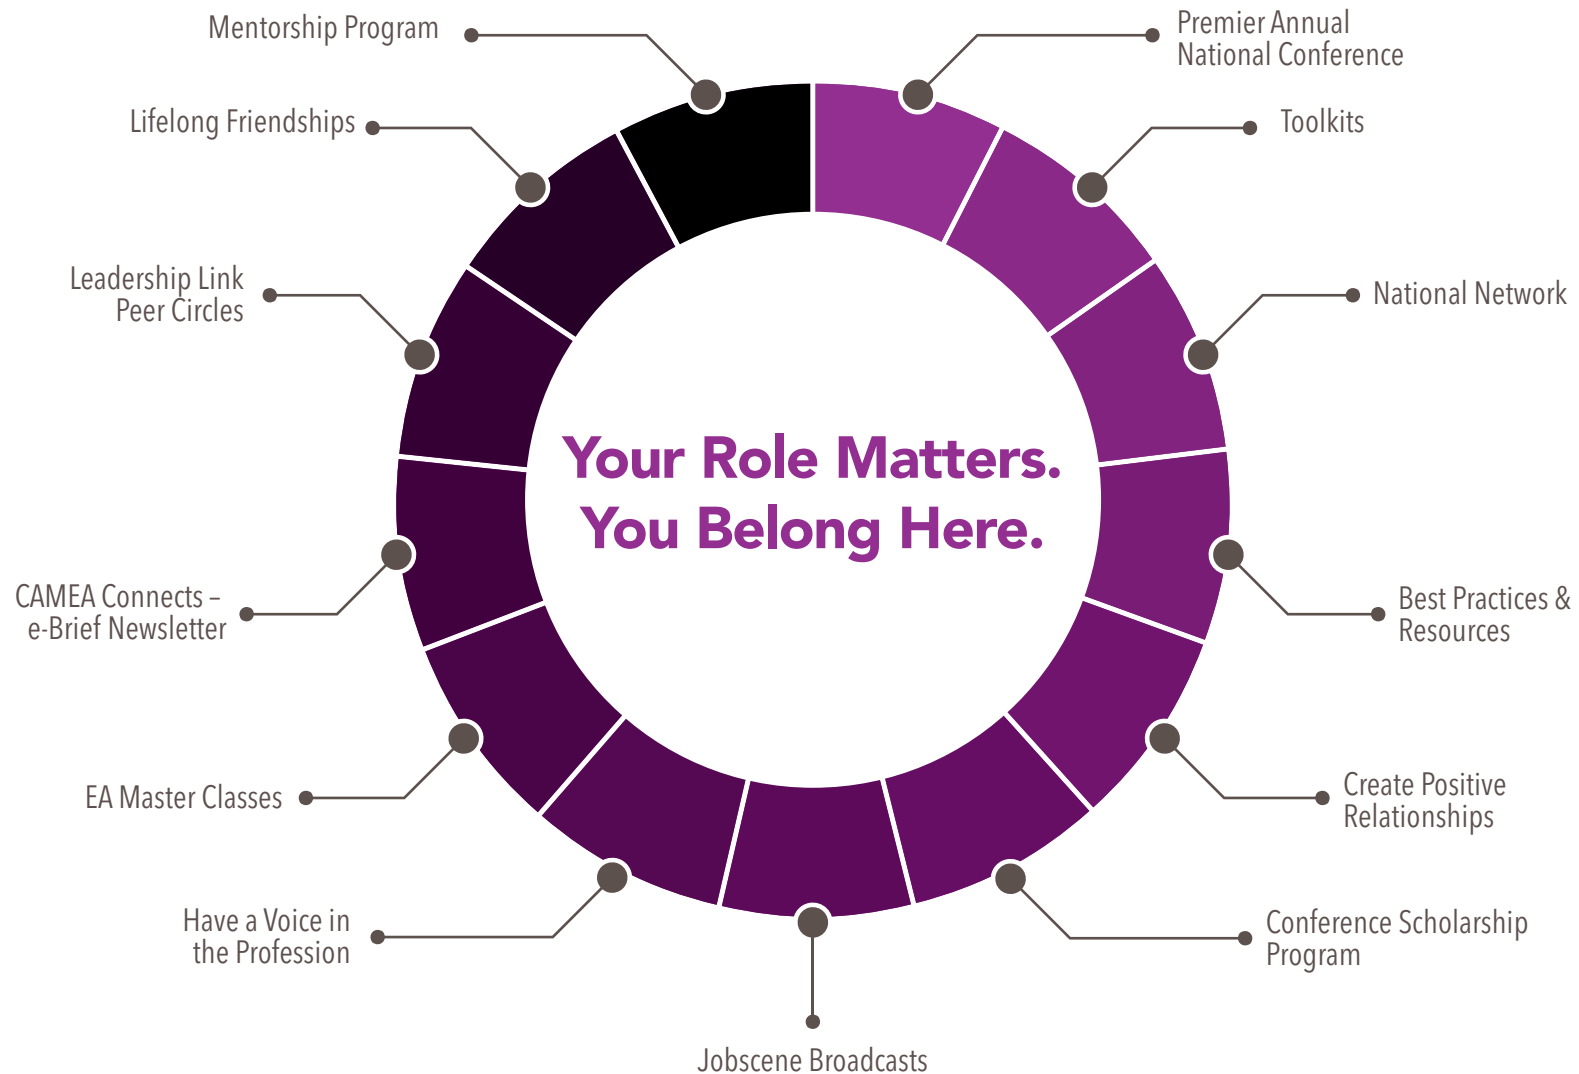 Mentorship Program
Premier Annual
National Conference
Lifelong Friendships
Toolkits
Leadership Link
Peer Circles
National Network
Your Role Matters.
You Belong Here.
CAMEA Connects –
e-Brief Newsletter
Best Practices &
Resources
EA Master Classes
Create Positive
Relationships
Have a Voice in
the Profession
Conference Scholarship
Program
Jobscene Broadcasts